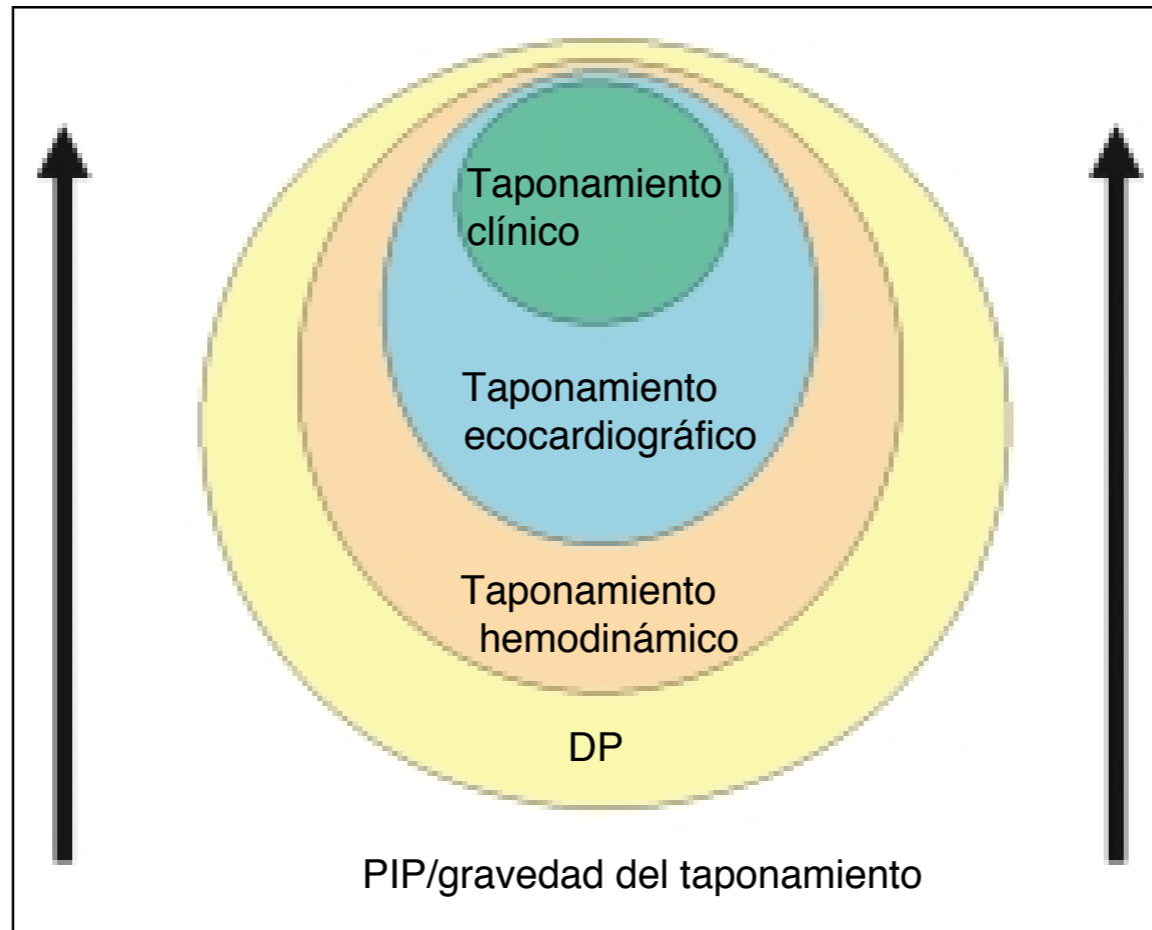 Taponamiento
clínico
Taponamiento
ecocardiográfico
Taponamiento
hemodinámico
DP
PIP/gravedad del taponamiento